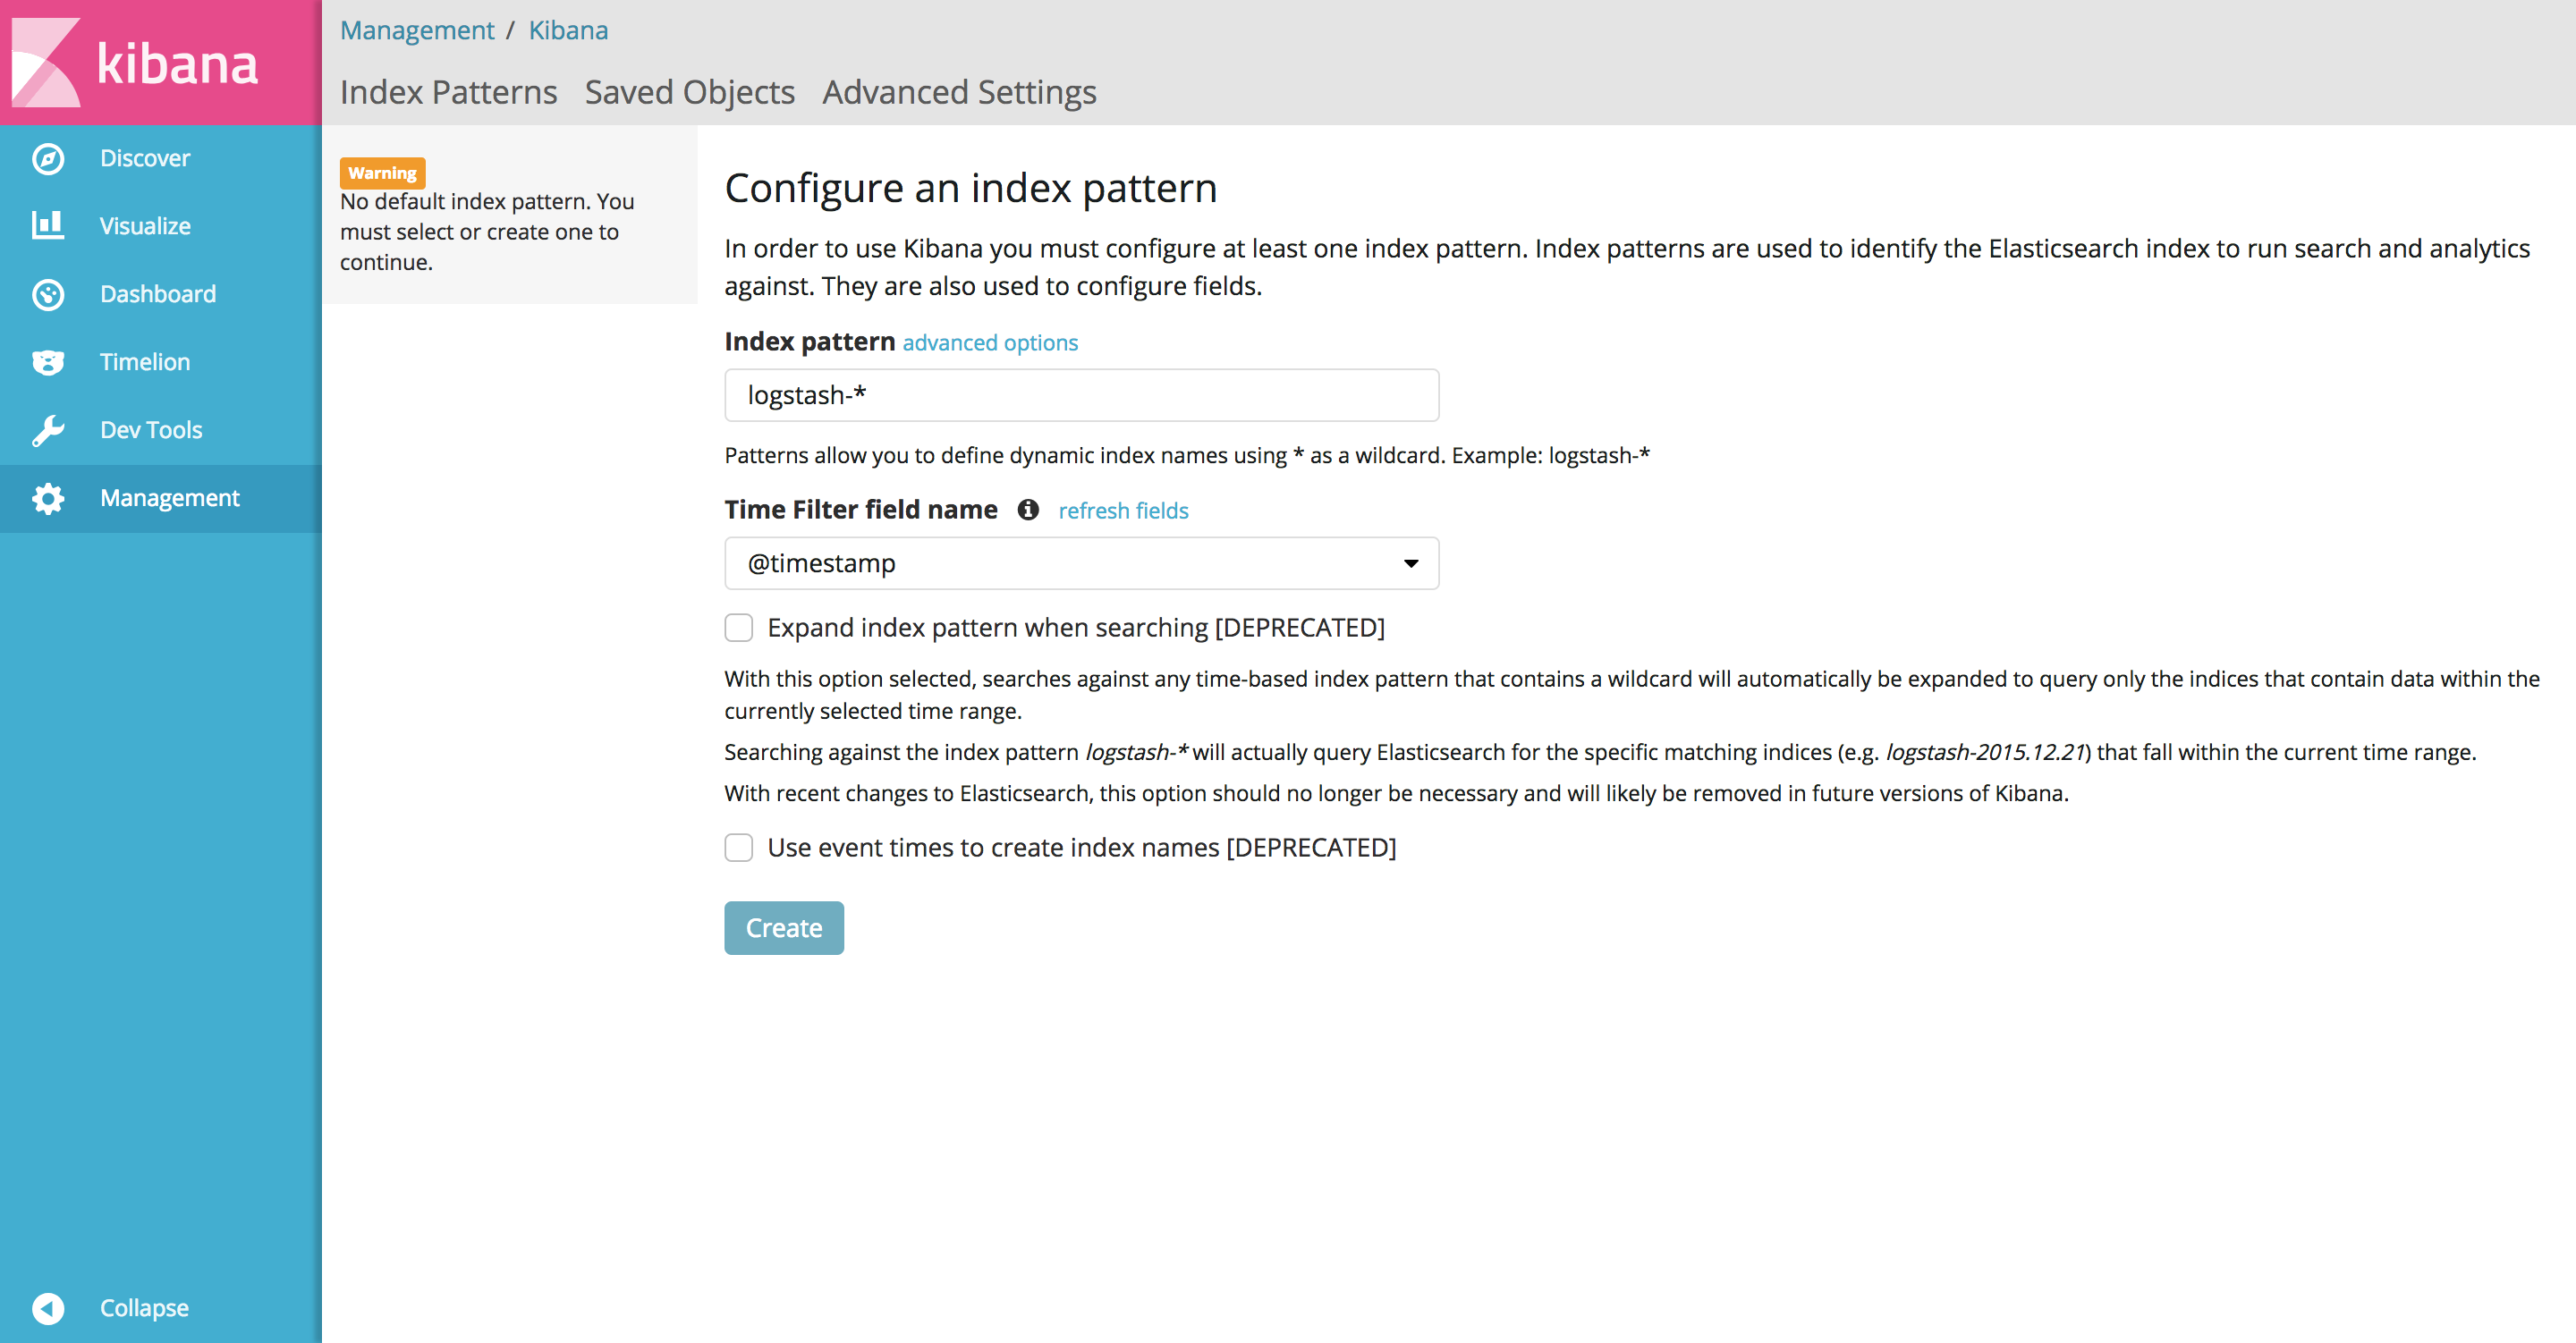 kibana
Discover
Visualize
Dashboard
Timelion
Dev Tools
Management
Collapse
Management / Kibana
Index Patterns Saved Objects Advanced Settings
Warning
No default index pattern. You
must select or create one to
continue.
Configure an index pattern
In order to use Kibana you must configure at least one index pattern. Index patterns are used to identify the Elasticsearch index to run search and analytics
against. They are also used to configure fields.
Index pattern advanced options
logstash-*
Patterns allow you to define dynamic index names using * as a wildcard. Example: logstash-*
Time Filter field name refresh fields
@timestamp
Expand index pattern when searching [DEPRECATED]
With this option selected, searches against any time-based index pattern that contains a wildcard will automatically be expanded to query only the indices that contain data within the
currently selected time range.
Searching against the index pattern logstash-* will actually query Elasticsearch for the specific matching indices (e.g. logstash-2015.12.21) that fall within the current time range.
With recent changes to Elasticsearch, this option should no longer be necessary and will likely be removed in future versions of Kibana.
Use event times to create index names [DEPRECATED]
Create